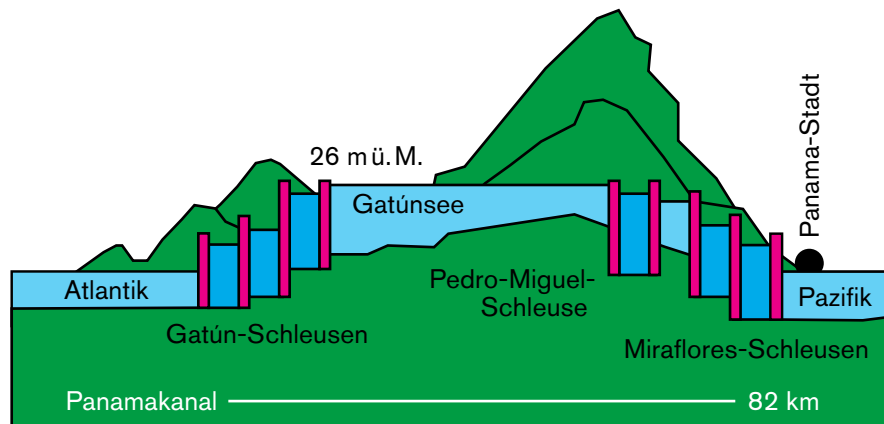 26 m ü. M.
Panama-Stadt
Gatúnsee
Atlantik
Pedro-Miguel-
Schleuse
Pazifik
Gatún-Schleusen
Miraflores-Schleusen
Panamakanal
82 km